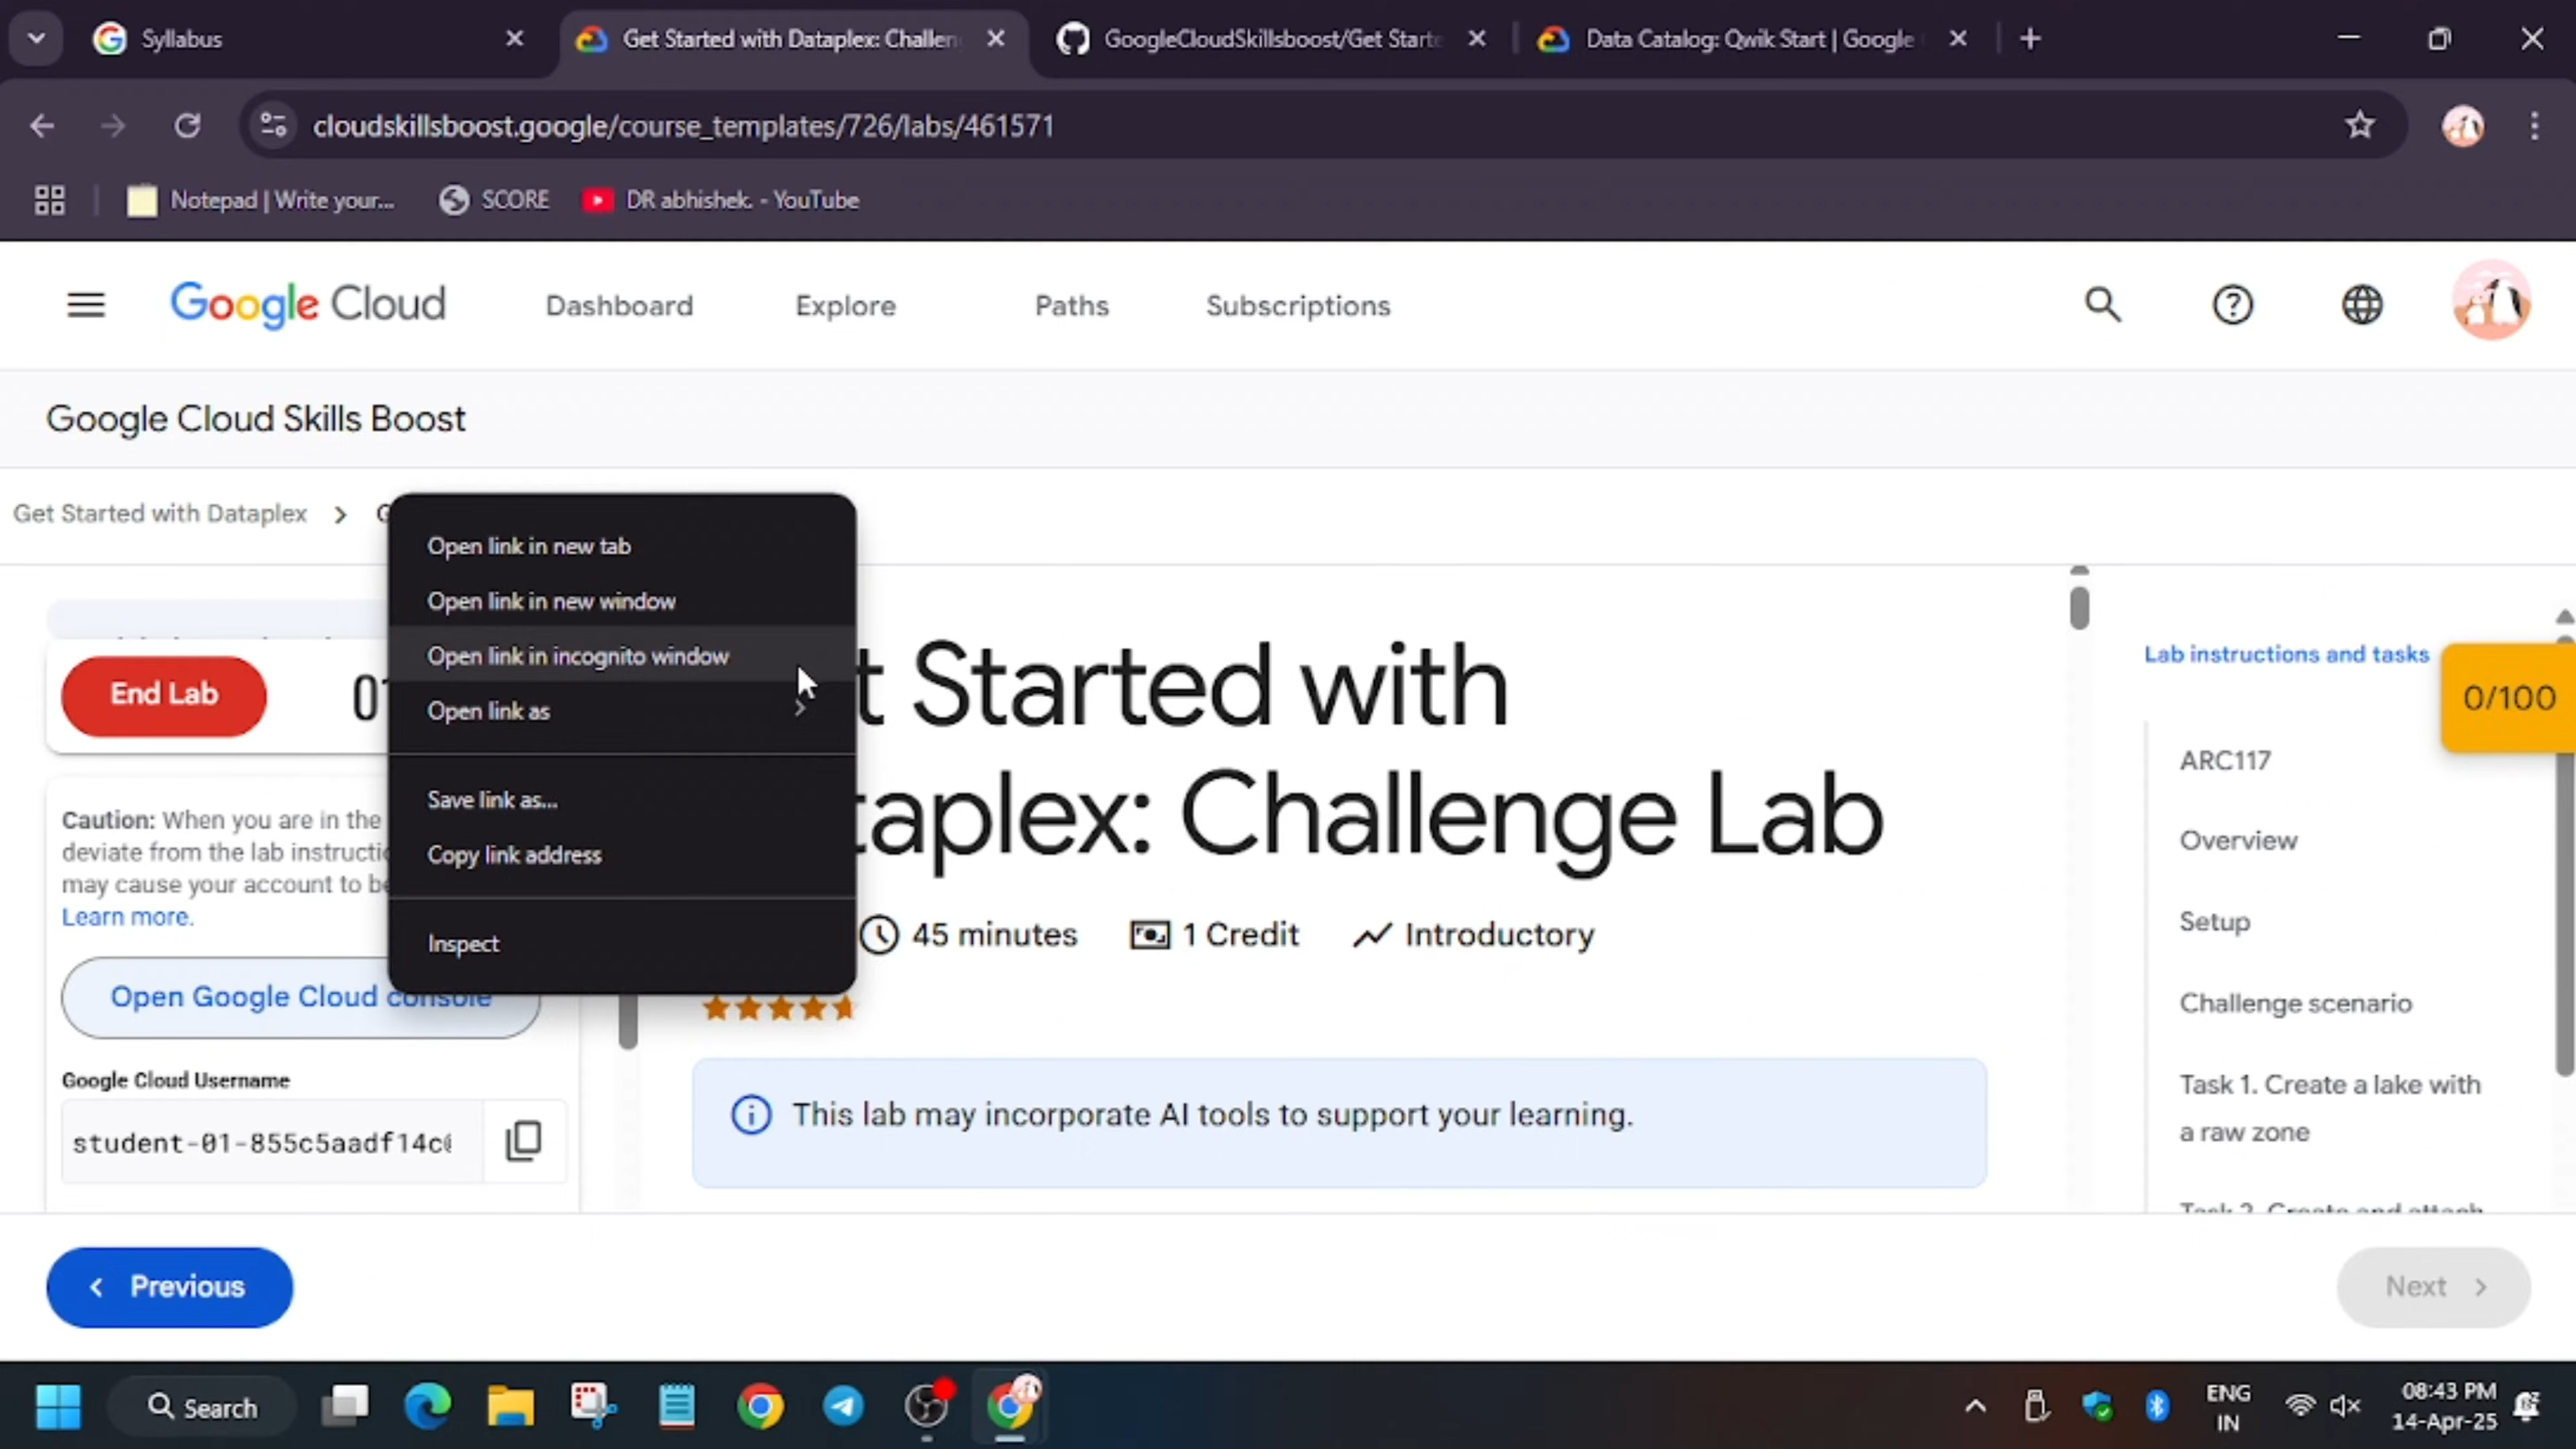 Syllabus
Get Started with Dataplex: Challen
GoogleCloudSkillsboost/Get Starte
Data Catalog: Qwik Start | Google
cloudskillsboost.google/course_templates/726/labs/461571
Notepad | Write your...
SCORE
DR abhishek. - YouTube
Google Cloud
Dashboard
Explore
Paths
Subscriptions
Google Cloud Skills Boost
Get Started with Dataplex
Open link in new tab
Open link in new window
Open link in incognito window
Open link as
Save link as...
Copy link address
Inspect
End Lab
Caution: When you are in the
deviate from the lab instructi
may cause your account to be
Learn more.
Open Google Cloud console
Google Cloud Username
student-01-855c5aadf14c
t Started with
taplex: Challenge Lab
45 minutes
1 Credit
Introductory
This lab may incorporate AI tools to support your learning.
Lab instructions and tasks
0/100
ARC117
Overview
Setup
Challenge scenario
Task 1. Create a lake with
a raw zone
Task 2. Create and attach
Previous
Next
Search
ENG
IN
08:43 PM
14-Apr-25